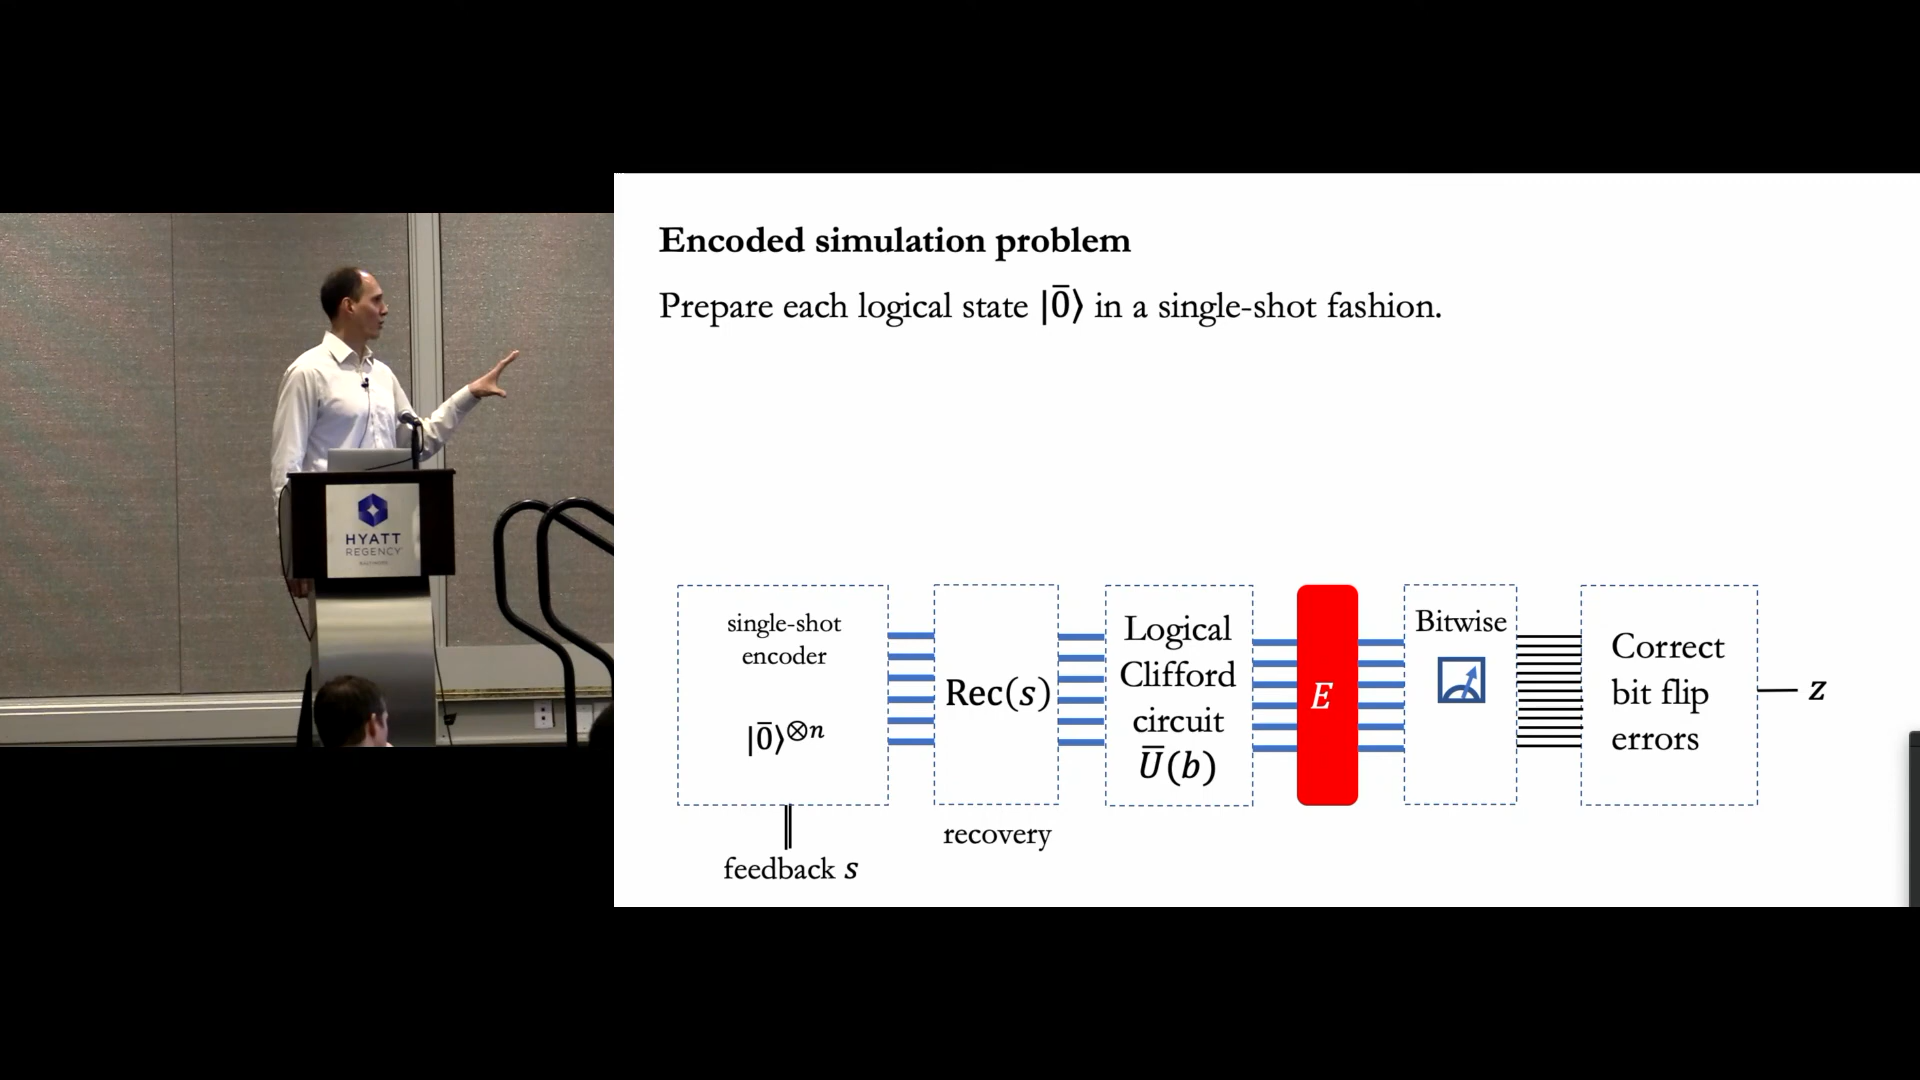 Encoded simulation problem
Prepare each logical state |0̅⟩ in a single-shot fashion.
HYATT
REGENCY
BALTIMORE
single-shot
encoder
|0̅⟩⊗n
feedback s
Rec(s)
recovery
Logical
Clifford
circuit
U̅(b)
E
Bitwise
Correct
bit flip
errors
z